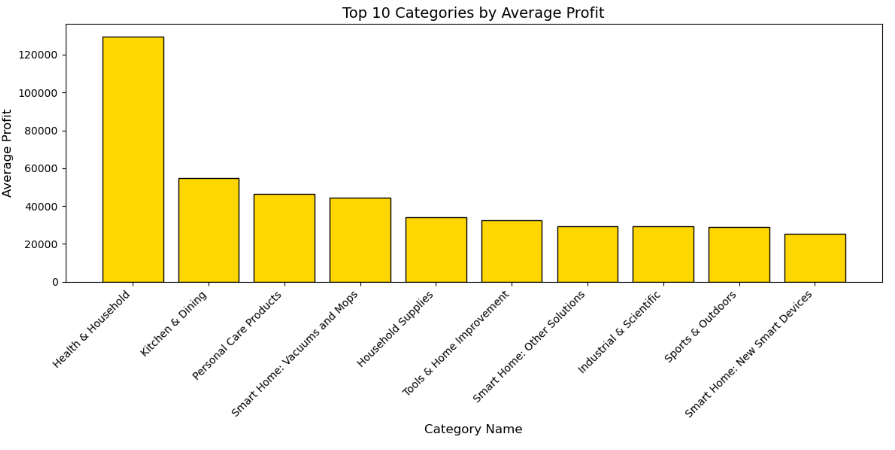 Top 10 Categories by Average Profit
Average Profit
120000
100000
80000
60000
40000
20000
0
Health & Household
Kitchen & Dining
Personal Care Products
Smart Home: Vacuums and Mops
Household Supplies
Tools & Home Improvement
Smart Home: Other Solutions
Industrial & Scientific
Sports & Outdoors
Smart Home: New Smart Devices
Category Name